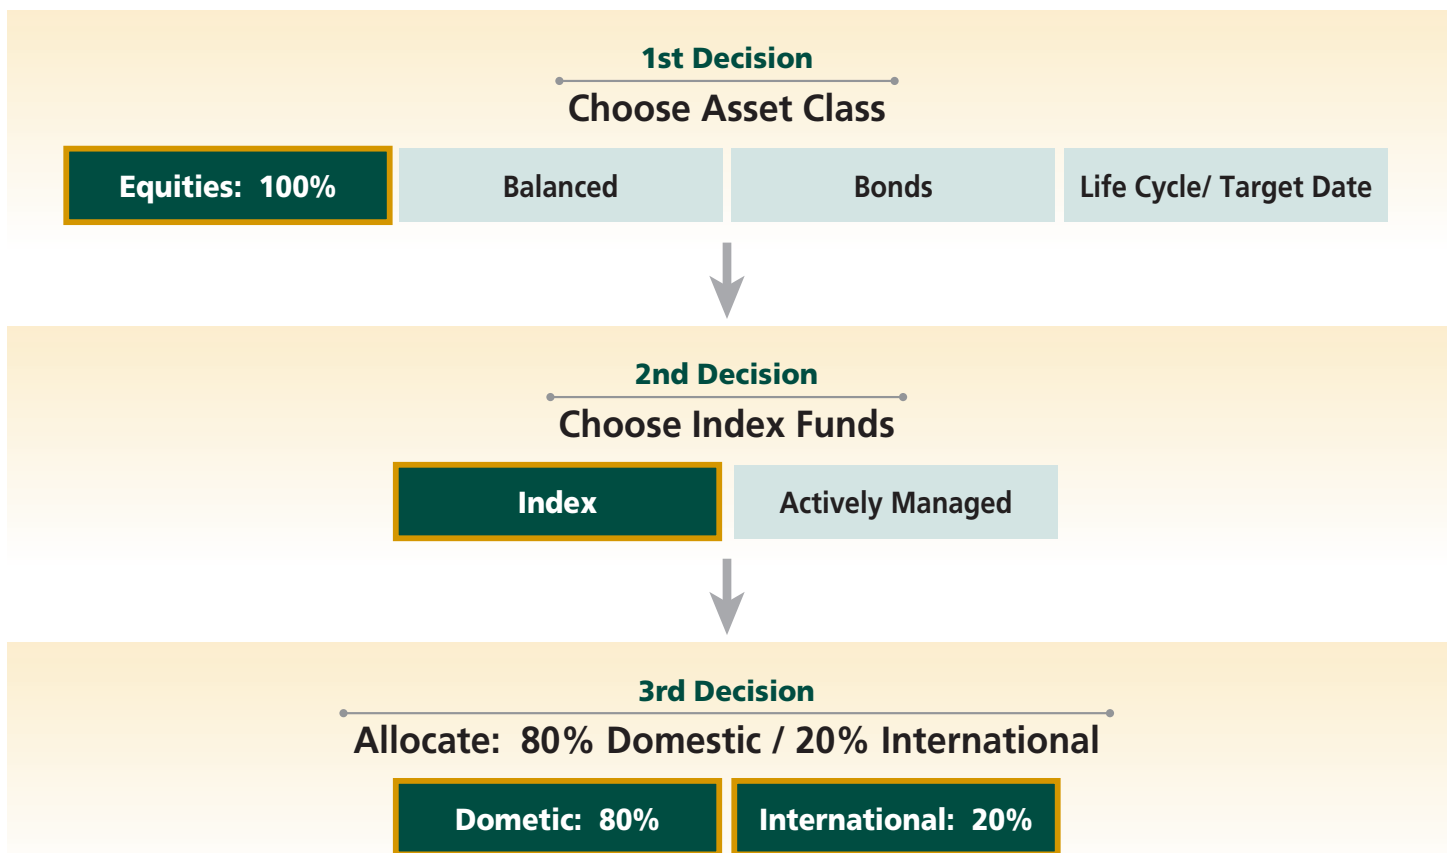 1st Decision
Choose Asset Class
Equities: 100%
Balanced
Bonds
Life Cycle/ Target Date
2nd Decision
Choose Index Funds
Index
Actively Managed
3rd Decision
Allocate: 80% Domestic / 20% International
Dometic: 80%
International: 20%